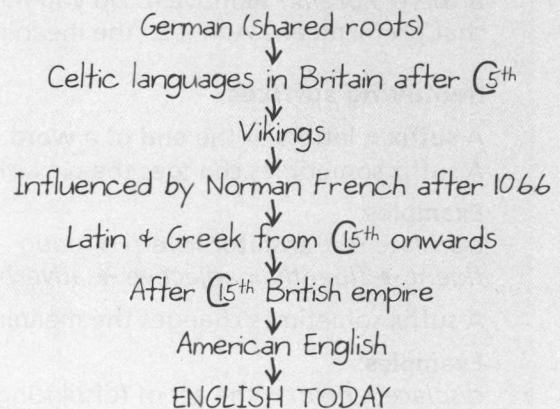 German (shared roots)
Celtic languages in Britain after C5th
Vikings
Influenced by Norman French after 1066
Latin + Greek from C15th onwards
After C15th British empire
American English
ENGLISH TODAY